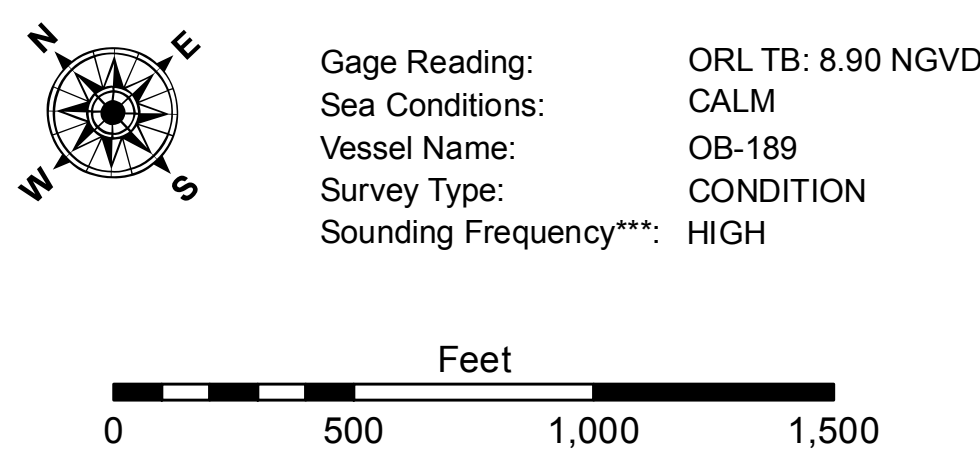 N E
W S
Gage Reading: ORL TB: 8.90 NGVD
Sea Conditions: CALM
Vessel Name: OB-189
Survey Type: CONDITION
Sounding Frequency***: HIGH
Feet
0 500 1,000 1,500